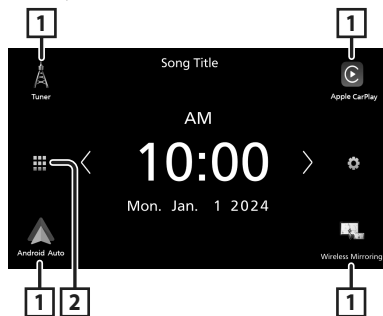 1
1
Song Title
Tuner
Apple CarPlay
AM
10:00
Mon. Jan. 1 2024
Android Auto
Wireless Mirroring
1
2
1